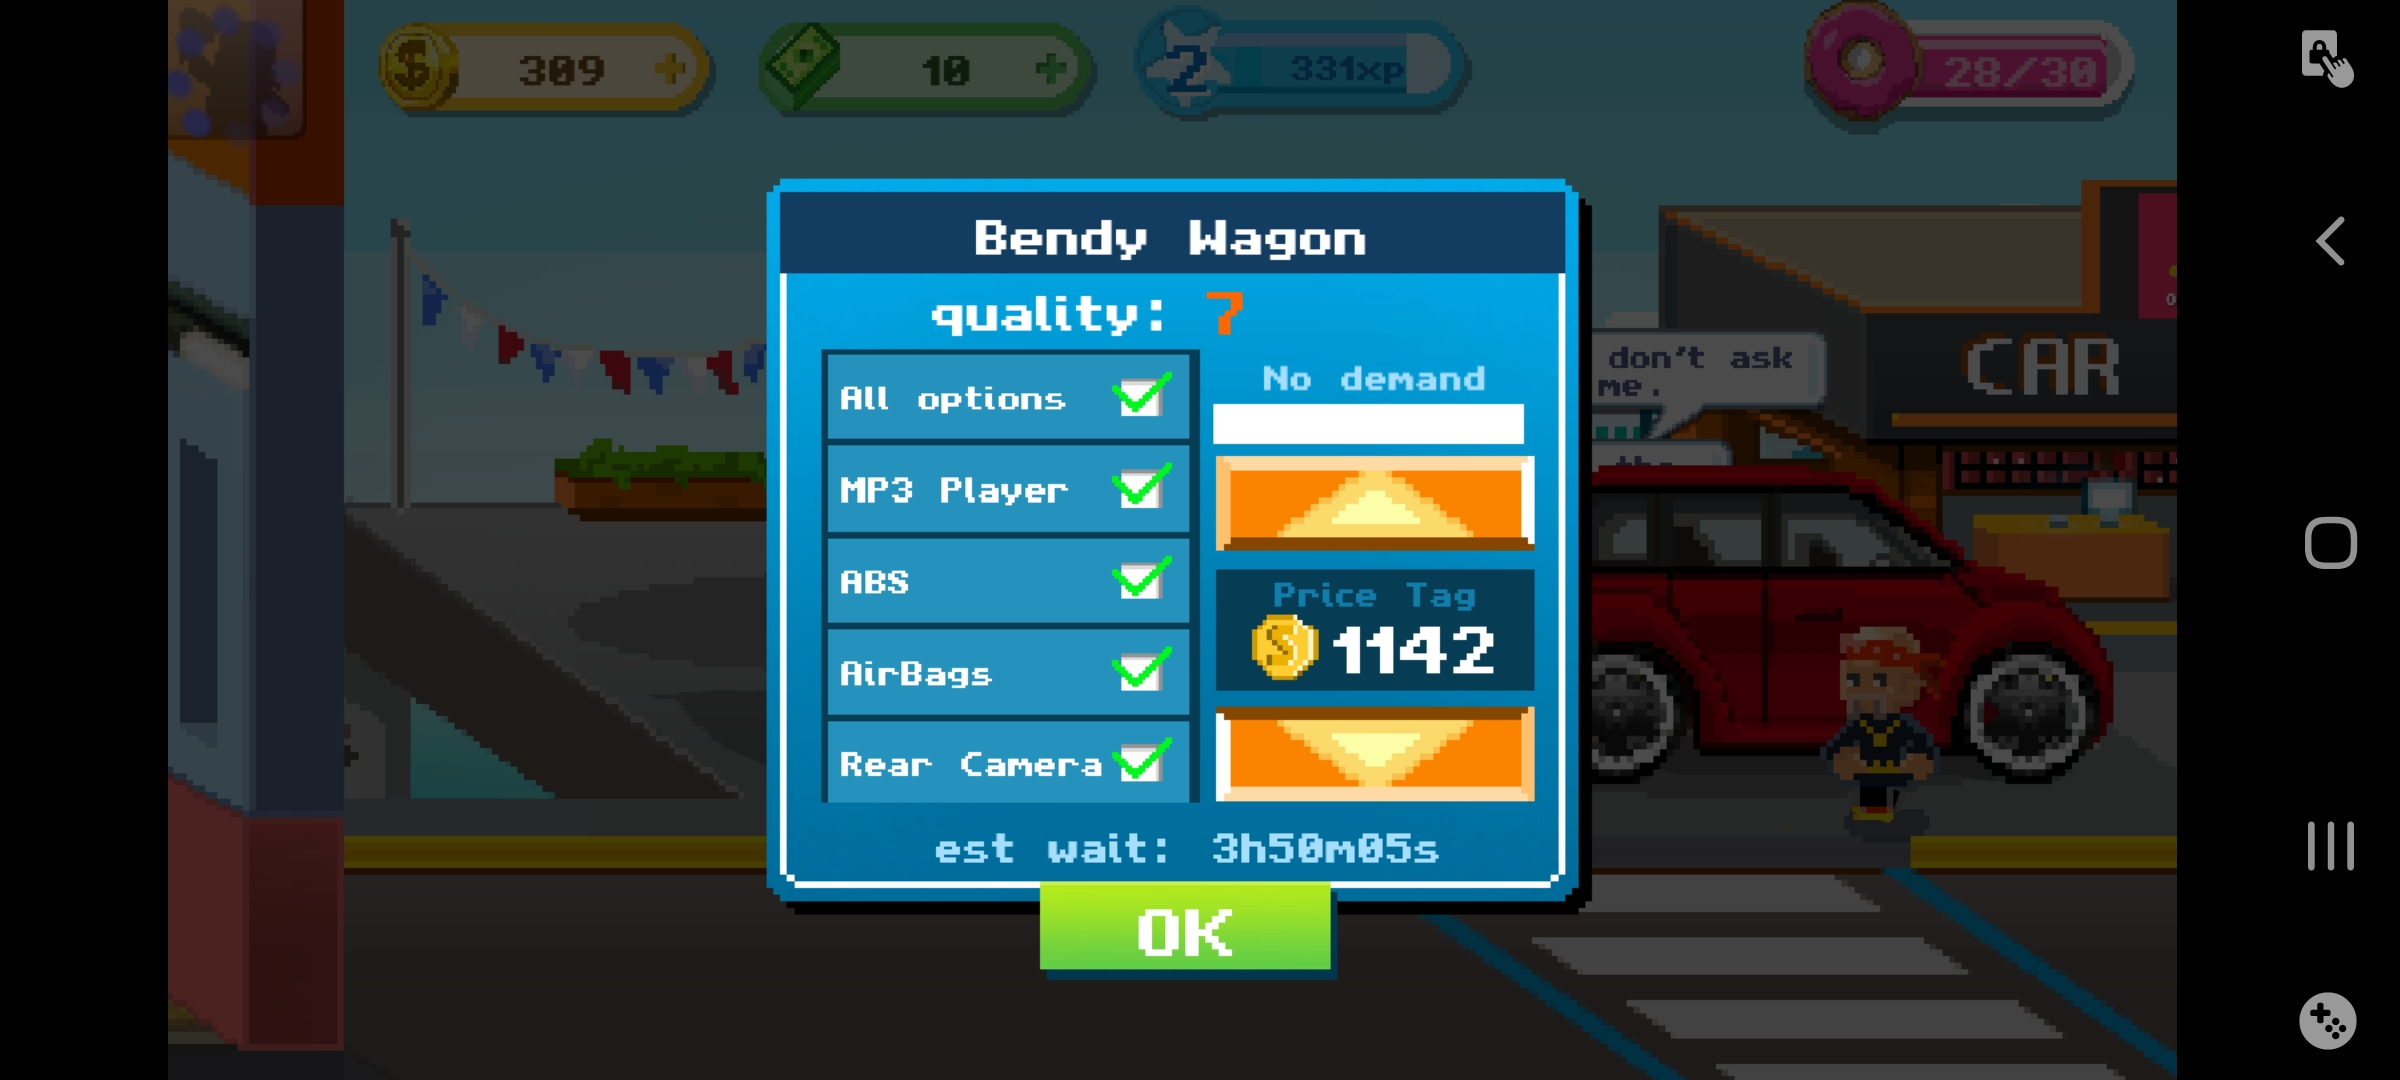 309
10
2
331xp
28/30
Bendy Wagon
quality: 7
All options
MP3 Player
ABS
AirBags
Rear Camera
No demand
Price Tag
1142
est wait: 3h50m05s
OK
don't ask
me.
CAR